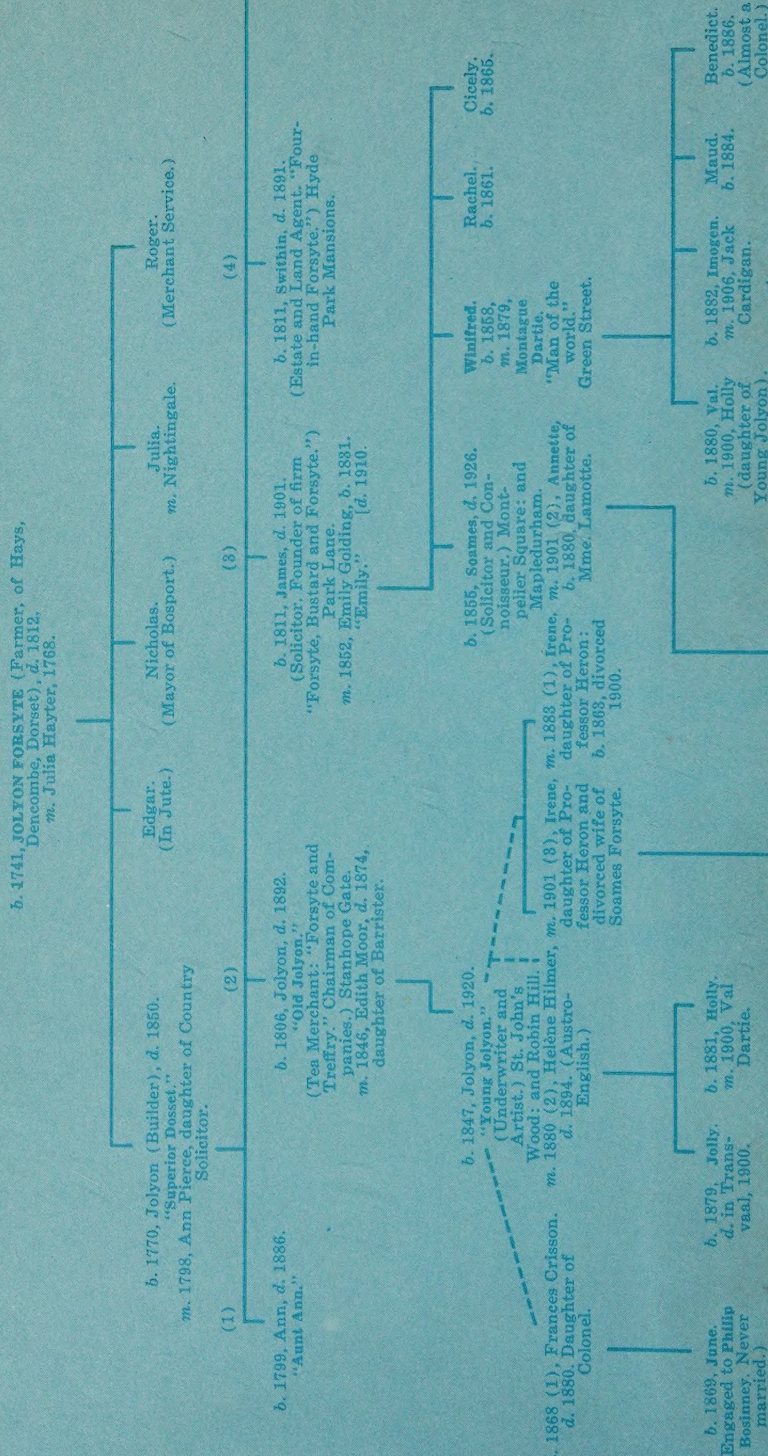 b. 1741, JOLYON FORSYTE (Farmer, of Hays,
Dencombe, Dorset), d. 1812,
m. Julia Hayter, 1768.
b. 1770, Jolyon (Builder), d. 1850.
"Superior Dosset."
m. 1798, Ann Pierce, daughter of Country
Solicitor.
Edgar.
(In Jute.)
Nicholas.
(Mayor of Bosport.)
Julia.
m. Nightingale.
Roger.
(Merchant Service.)
(1)
b. 1799, Ann, d. 1886.
"Aunt Ann."
(2)
b. 1806, Jolyon, d. 1892.
"Old Jolyon."
(Tea Merchant: "Forsyte and
Treffry." Chairman of Com-
panies.) Stanhope Gate.
m. 1846, Edith Moor, d. 1874,
daughter of Barrister.
(3)
b. 1811, James, d. 1901.
(Solicitor. Founder of firm
"Forsyte, Bustard and Forsyte.")
Park Lane.
m. 1852, Emily Golding, b. 1831.
"Emily."
[d. 1910.
(4)
b. 1811, Swithin, d. 1891.
(Estate and Land Agent. "Four-
in-hand Forsyte.") Hyde
Park Mansions.
b. 1847, Jolyon, d. 1920.
"Young Jolyon."
(Underwriter and
Artist.) St. John's
Wood: and Robin Hill.
. 1868 (1), Frances Crisson.
d. 1880. Daughter of
Colonel.
m. 1880 (2), Helène Hilmer,
d. 1894. (Austro-
English.)
m. 1901 (3), Irene,
daughter of Pro-
fessor Heron and
divorced wife of
Soames Forsyte.
b. 1855, Soames, d. 1926.
(Solicitor and Con-
noisseur.) Mont-
pelier Square: and
Mapledurham.
m. 1883 (1), Irene,
daughter of Pro-
fessor Heron:
b. 1863, divorced
1900.
m. 1901 (2), Annette,
b. 1880, daughter of
Mme. Lamotte.
Winifred.
b. 1858,
m. 1879,
Montague
Dartie.
"Man of the
world."
Green Street.
Rachel.
b. 1861.
Cicely.
b. 1865.
b. 1869, June.
Engaged to Philip
Bosinney. Never
married.)
b. 1879, Jolly.
d. in Trans-
vaal, 1900.
b. 1881, Holly.
m. 1900, Val
Dartie.
b. 1880, Val.
m. 1900, Holly
(daughter of
Young Jolyon).
b. 1882, Imogen.
m. 1906, Jack
Cardigan.
Maud.
b. 1884.
Benedict.
b. 1886.
(Almost a
Colonel.)